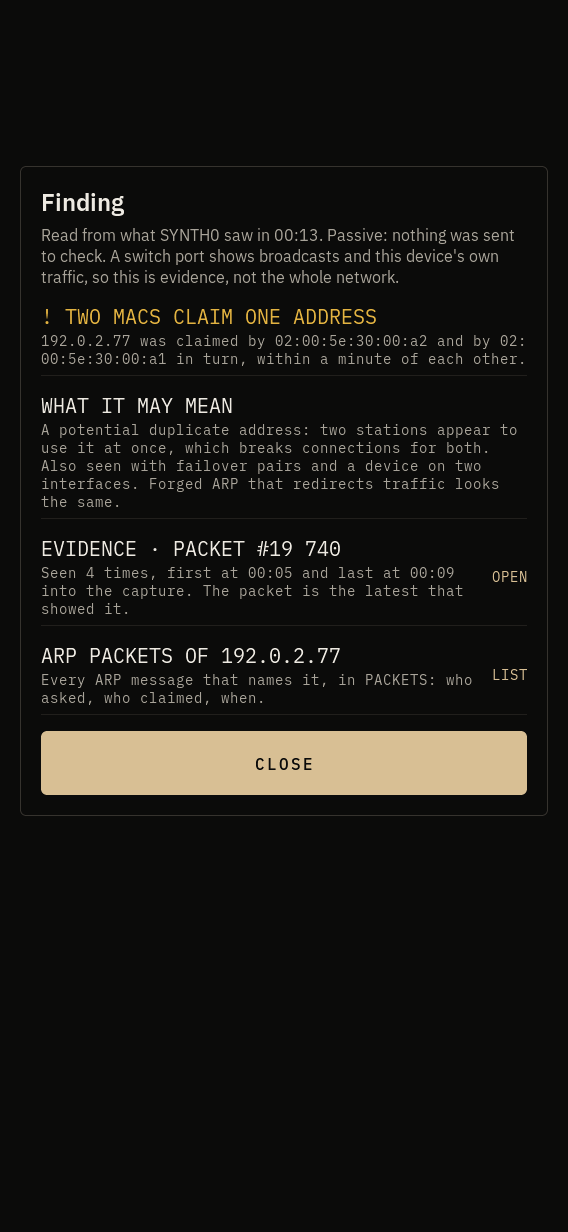 Finding
Read from what SYNTH0 saw in 00:13. Passive: nothing was sent
to check. A switch port shows broadcasts and this device's own
traffic, so this is evidence, not the whole network.
! TWO MACS CLAIM ONE ADDRESS
192.0.2.77 was claimed by 02:00:5e:30:00:a2 and by 02:
00:5e:30:00:a1 in turn, within a minute of each other.
WHAT IT MAY MEAN
A potential duplicate address: two stations appear to
use it at once, which breaks connections for both.
Also seen with failover pairs and a device on two
interfaces. Forged ARP that redirects traffic looks
the same.
EVIDENCE · PACKET #19 740
Seen 4 times, first at 00:05 and last at 00:09
into the capture. The packet is the latest that
showed it.
OPEN
ARP PACKETS OF 192.0.2.77
Every ARP message that names it, in PACKETS: who
asked, who claimed, when.
LIST
CLOSE